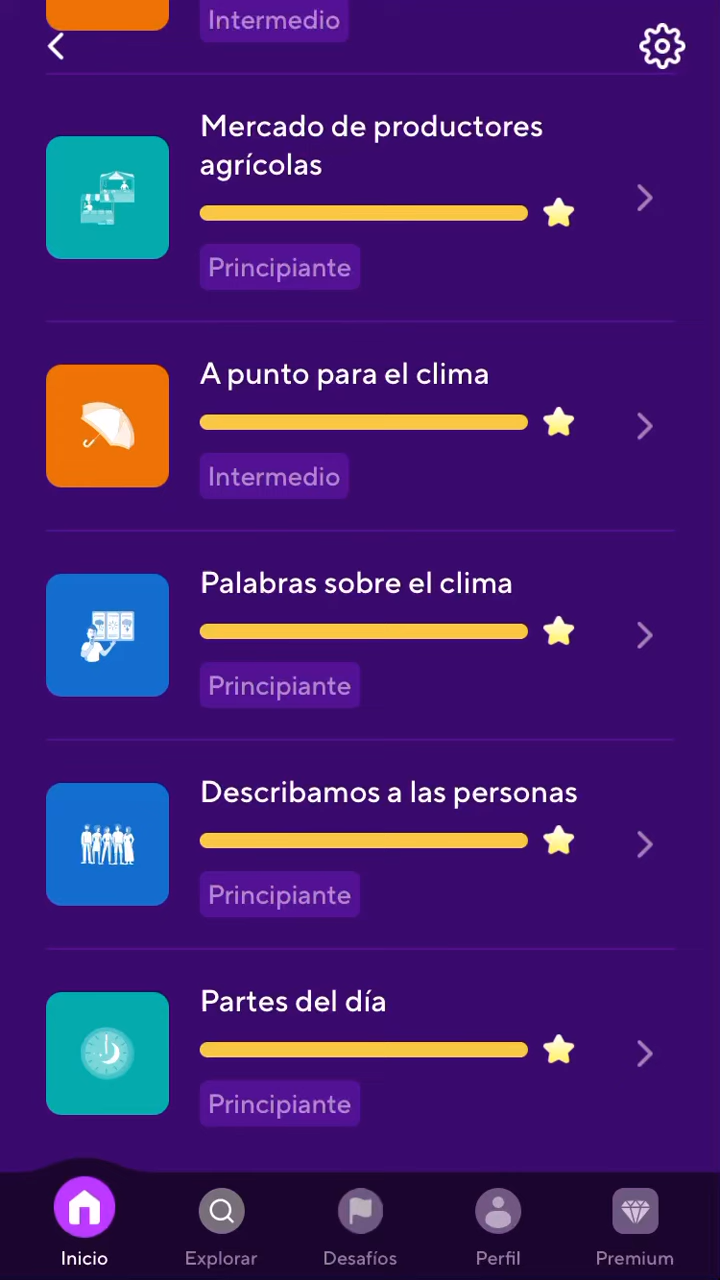 Intermedio
Mercado de productores
agrícolas
Principiante
A punto para el clima
Intermedio
Palabras sobre el clima
Principiante
Describamos a las personas
Principiante
Partes del día
Principiante
Inicio
Explorar
Desafíos
Perfil
Premium